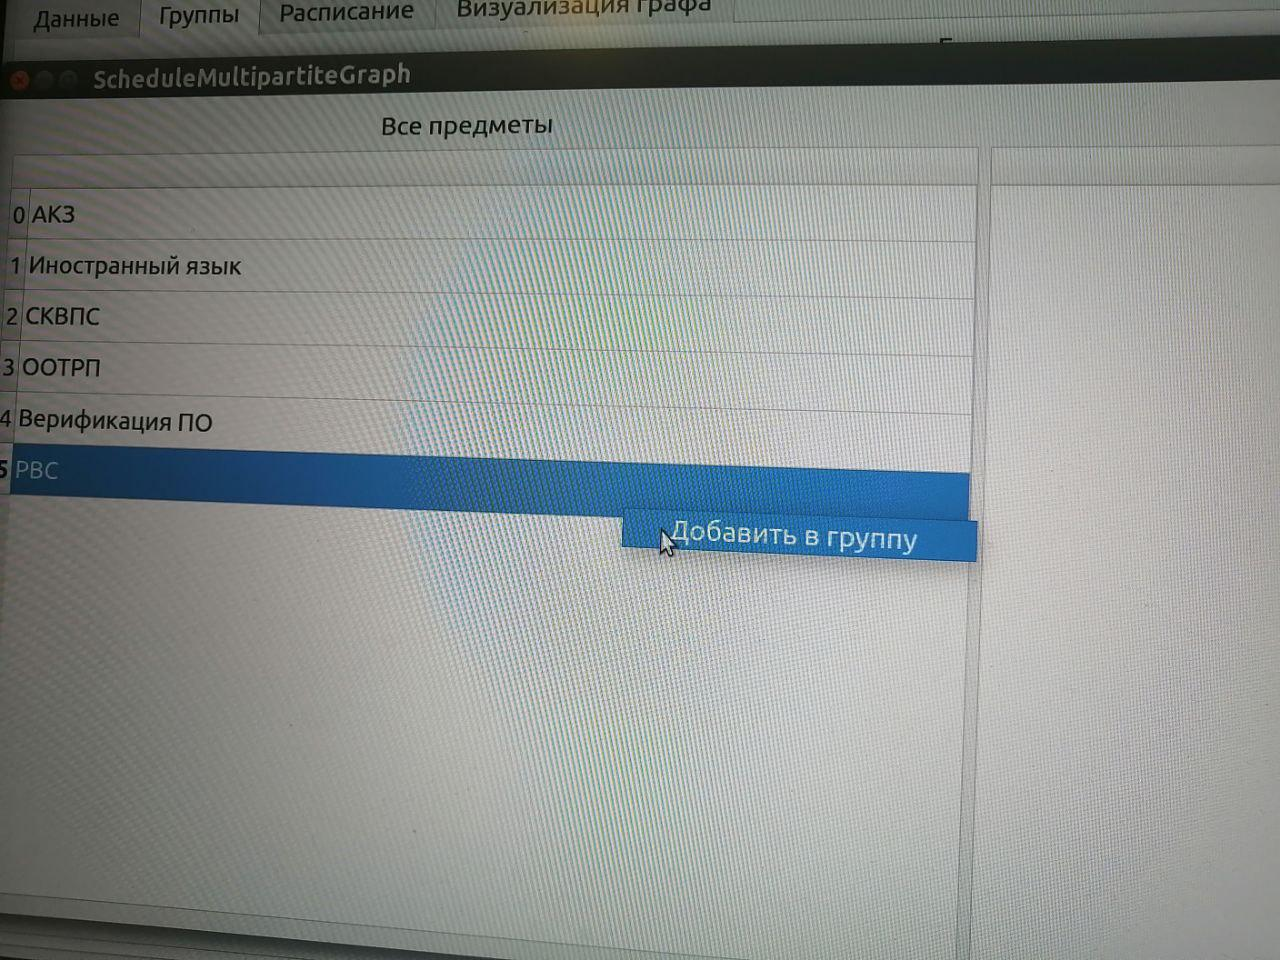 Данные Группы Расписание Визуализация графа
ScheduleMultipartiteGraph
Все предметы
0 АКЗ
1 Иностранный язык
2 СКВПС
3 ООТРП
4 Верификация ПО
5 РВС
Добавить в группу